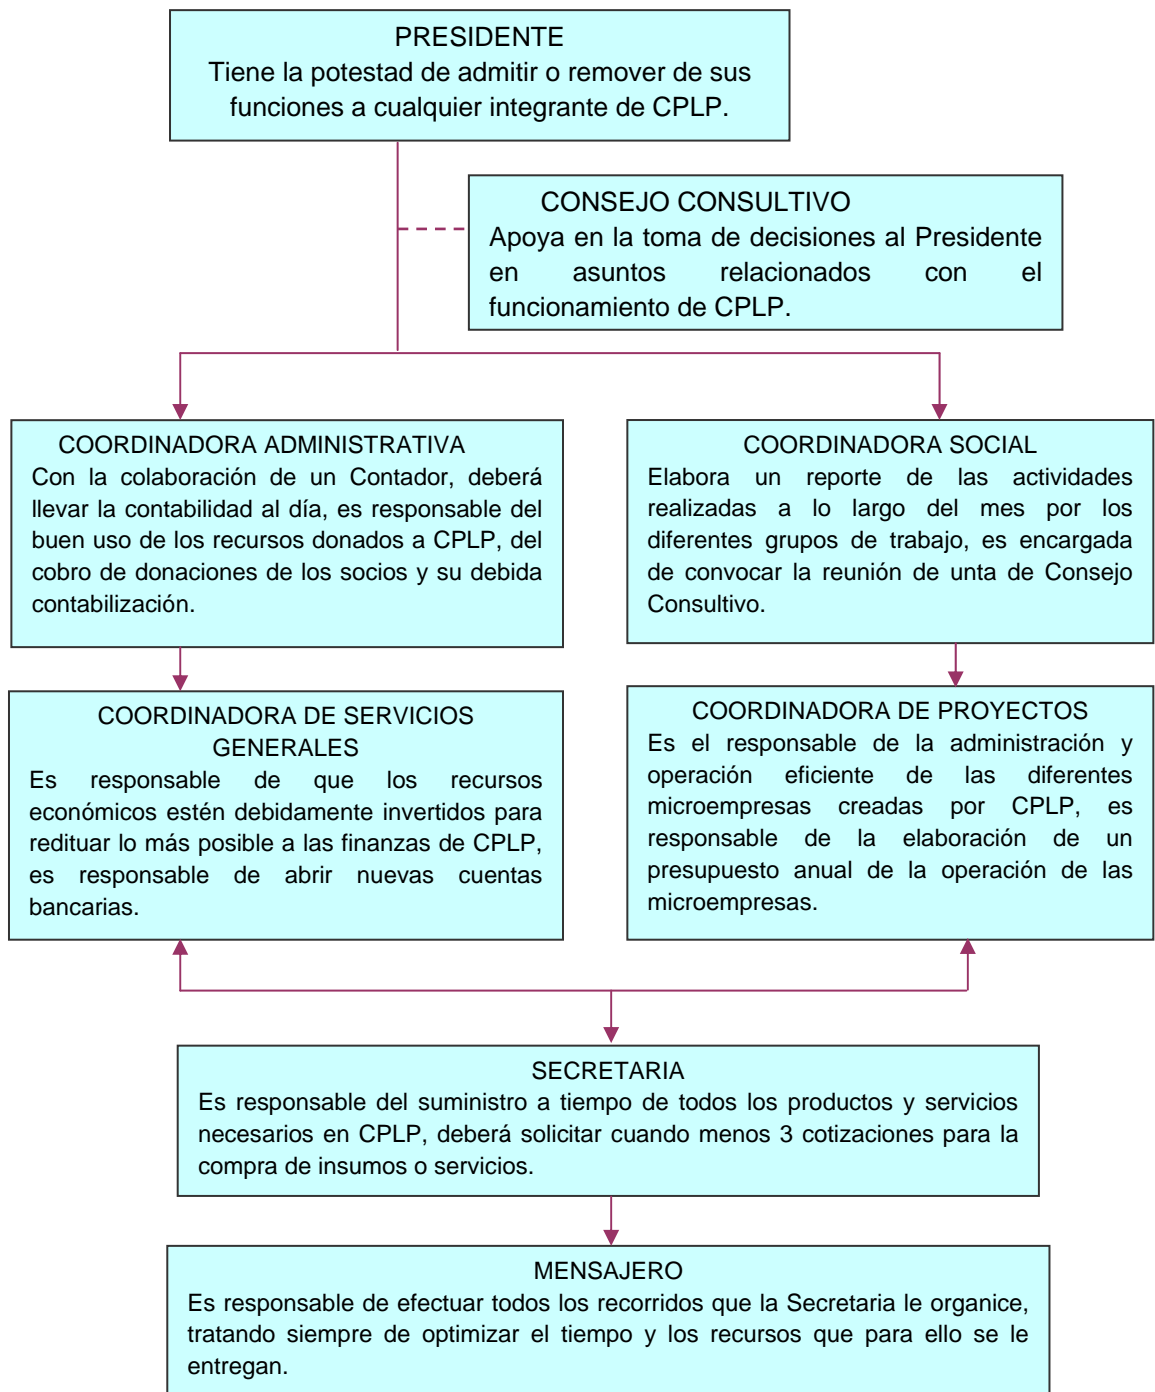 PRESIDENTE
Tiene la potestad de admitir o remover de sus
funciones a cualquier integrante de CPLP.
CONSEJO CONSULTIVO
Apoya en la toma de decisiones al Presidente
en asuntos relacionados con el
funcionamiento de CPLP.
COORDINADORA ADMINISTRATIVA
Con la colaboración de un Contador, deberá
llevar la contabilidad al día, es responsable del
buen uso de los recursos donados a CPLP, del
cobro de donaciones de los socios y su debida
contabilización.
COORDINADORA SOCIAL
Elabora un reporte de las actividades
realizadas a lo largo del mes por los
diferentes grupos de trabajo, es encargada
de convocar la reunión de unta de Consejo
Consultivo.
COORDINADORA DE SERVICIOS
GENERALES
Es responsable de que los recursos
económicos estén debidamente invertidos para
redituar lo más posible a las finanzas de CPLP,
es responsable de abrir nuevas cuentas
bancarias.
COORDINADORA DE PROYECTOS
Es el responsable de la administración y
operación eficiente de las diferentes
microempresas creadas por CPLP, es
responsable de la elaboración de un
presupuesto anual de la operación de las
microempresas.
SECRETARIA
Es responsable del suministro a tiempo de todos los productos y servicios
necesarios en CPLP, deberá solicitar cuando menos 3 cotizaciones para la
compra de insumos o servicios.
MENSAJERO
Es responsable de efectuar todos los recorridos que la Secretaria le organice,
tratando siempre de optimizar el tiempo y los recursos que para ello se le
entregan.